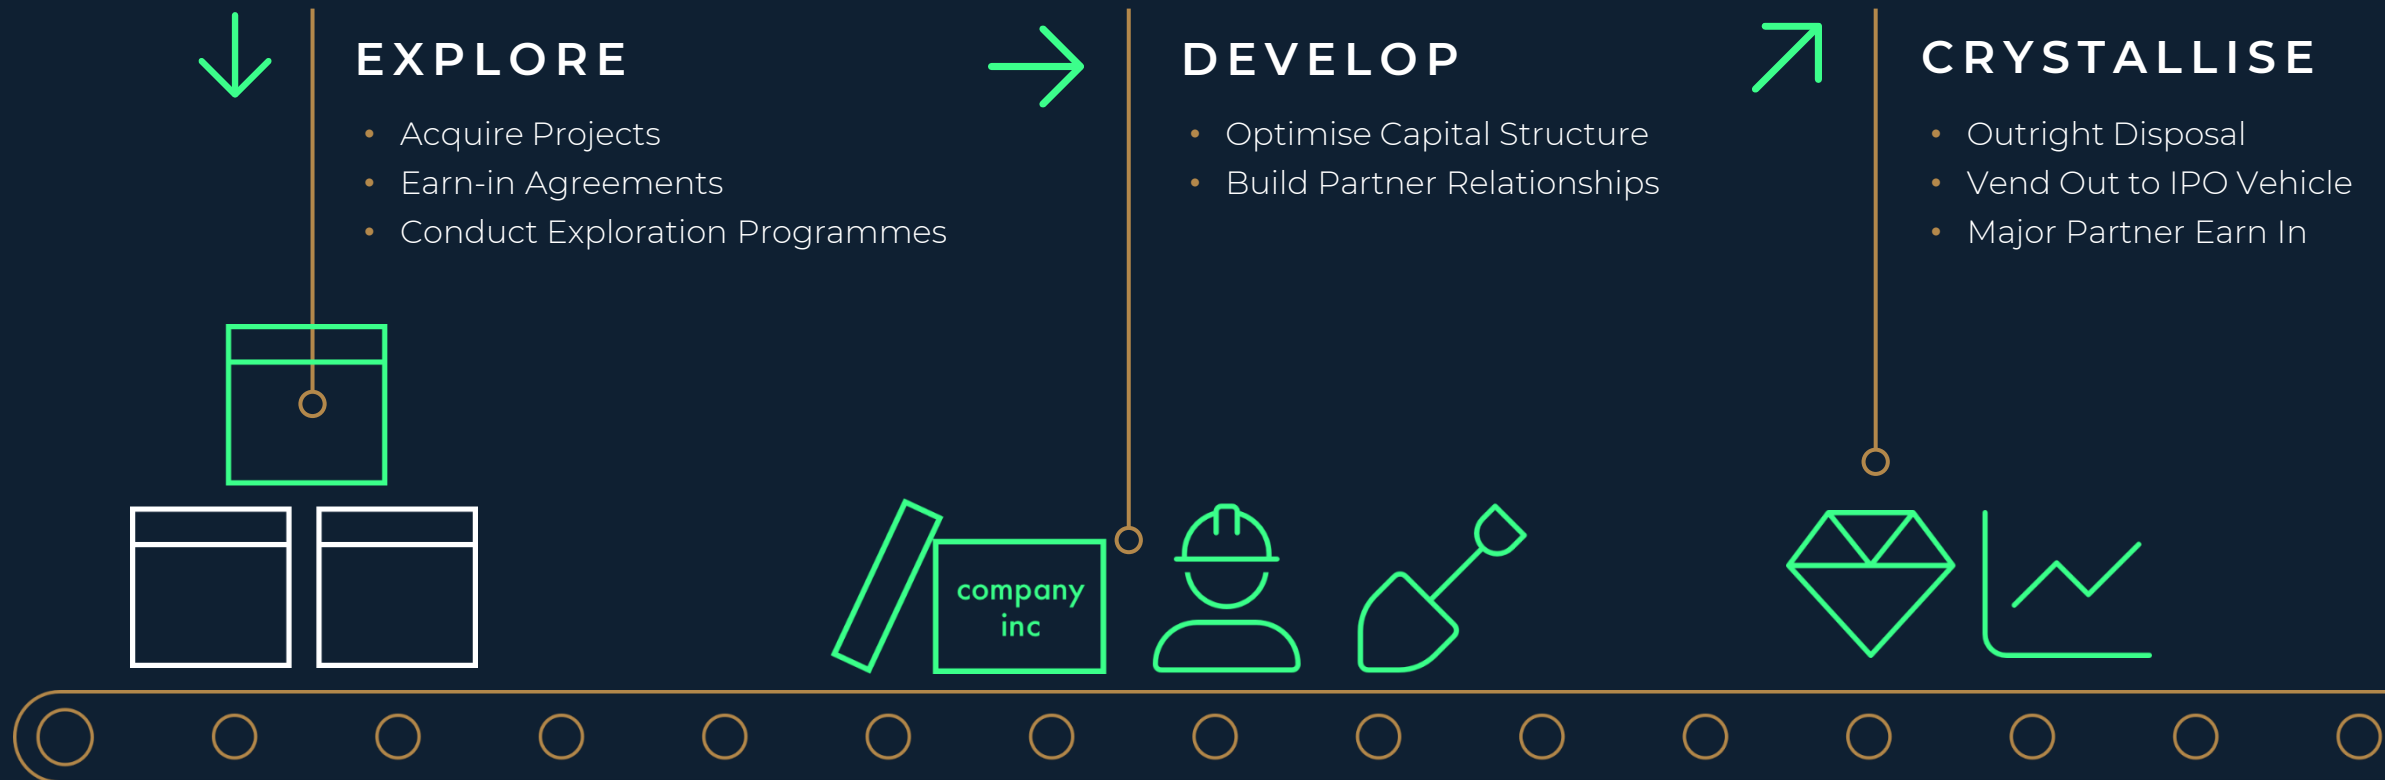 EXPLORE
• Acquire Projects
• Earn-in Agreements
• Conduct Exploration Programmes
DEVELOP
• Optimise Capital Structure
• Build Partner Relationships
CRYSTALLISE
• Outright Disposal
• Vend Out to IPO Vehicle
• Major Partner Earn In
company
inc